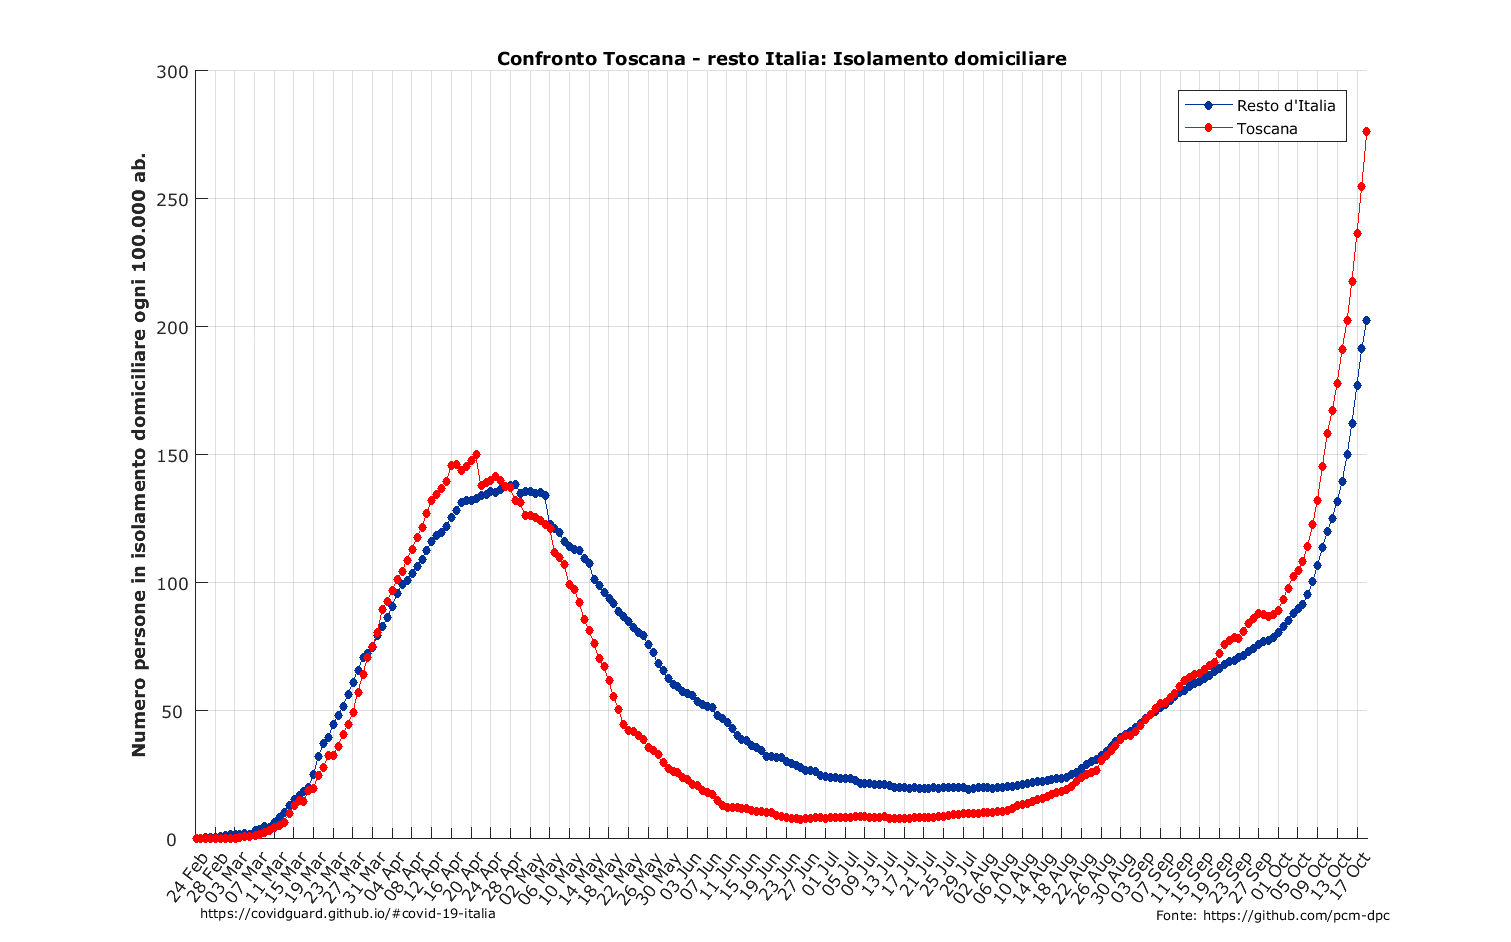 Confronto Toscana - resto Italia: Isolamento domiciliare
Numero persone in isolamento domiciliare ogni 100.000 ab.
300
250
200
150
100
50
0
Resto d'Italia
Toscana
24 Feb
28 Feb
03 Mar
07 Mar
11 Mar
15 Mar
19 Mar
23 Mar
27 Mar
31 Mar
04 Apr
08 Apr
12 Apr
16 Apr
20 Apr
24 Apr
28 Apr
02 May
06 May
10 May
14 May
18 May
22 May
26 May
30 May
03 Jun
07 Jun
11 Jun
15 Jun
19 Jun
23 Jun
27 Jun
01 Jul
05 Jul
09 Jul
13 Jul
17 Jul
21 Jul
25 Jul
29 Jul
02 Aug
06 Aug
10 Aug
14 Aug
18 Aug
22 Aug
26 Aug
30 Aug
03 Sep
07 Sep
11 Sep
15 Sep
19 Sep
23 Sep
27 Sep
01 Oct
05 Oct
09 Oct
13 Oct
17 Oct
https://covidguard.github.io/#covid-19-italia
Fonte: https://github.com/pcm-dpc